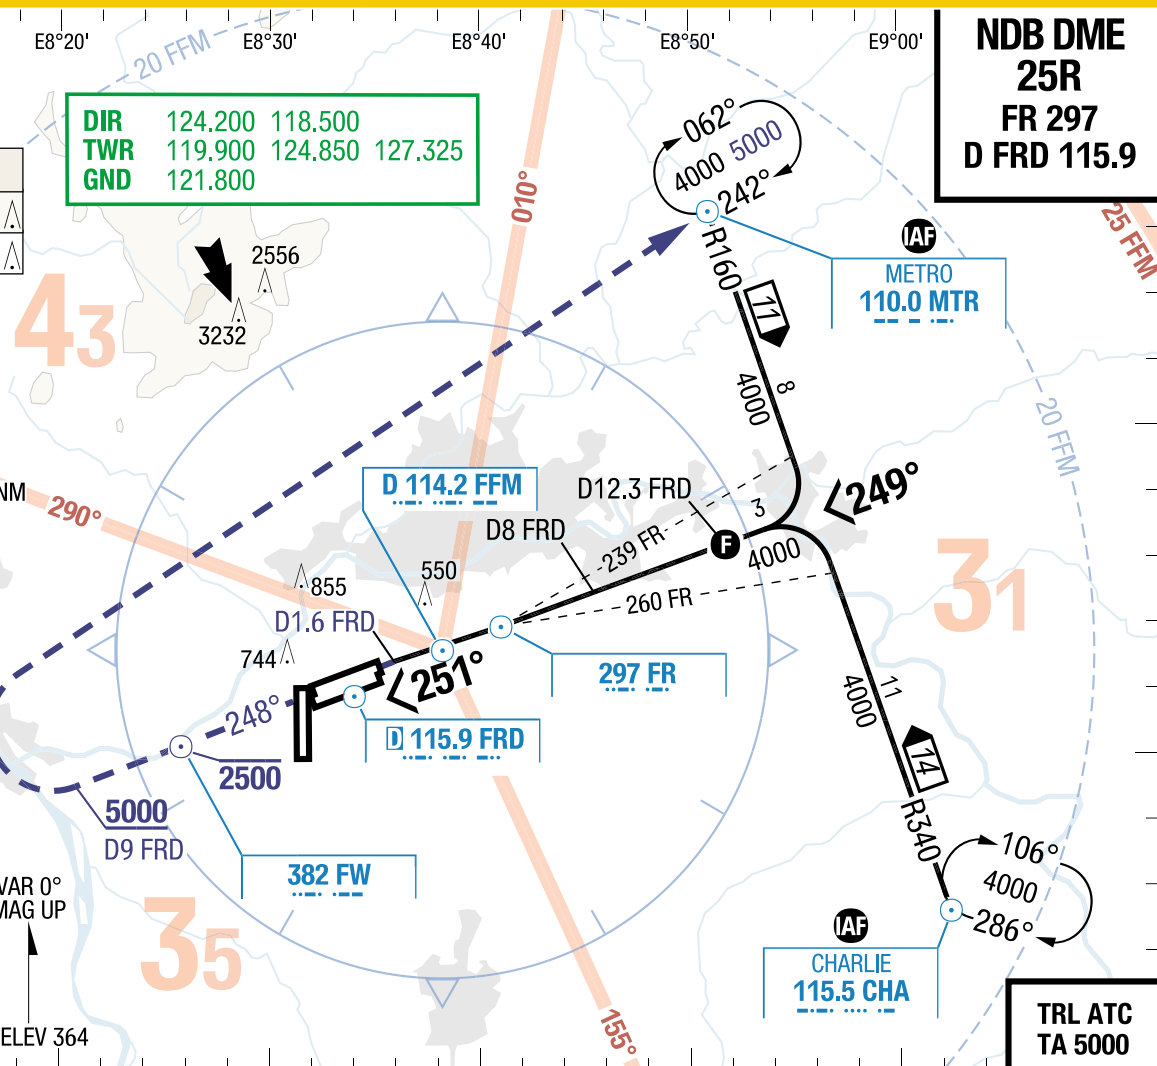 E8°20'
E8°30'
E8°40'
E8°50'
E9°00'
NDB DME
25R
FR 297
D FRD 115.9
20 FFM
DIR 124.200 118.500
TWR 119.900 124.850 127.325
GND 121.800
010°
062°
4000 5000
242°
25 FFM
IAF
METRO
110.0 MTR
R160
11
2556
3232
43
8
4000
20 FFM
NM
290°
D 114.2 FFM
D12.3 FRD
D8 FRD
3
<249°
239 FR
F
4000
31
855
550
260 FR
D1.6 FRD
744
<251°
297 FR
248°
D 115.9 FRD
11
4000
2500
14
5000
D9 FRD
R340
382 FW
106°
4000
286°
VAR 0°
MAG UP
35
IAF
CHARLIE
115.5 CHA
155°
ELEV 364
TRL ATC
TA 5000